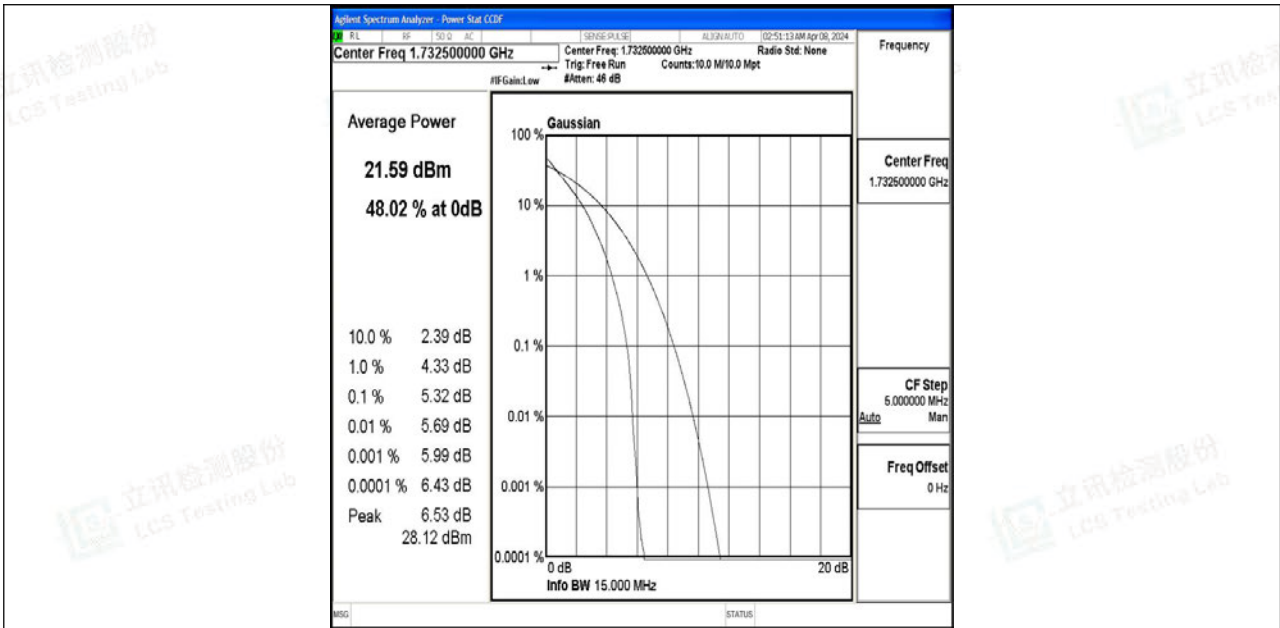 Agilent Spectrum Analyzer - Power Stat CCDF
RL RF 50 Ω AC SENSE:PULSE ALIGNAUTO 02:51:13 AM Apr 08, 2024
Center Freq 1.732500000 GHz
Center Freq: 1.732500000 GHz
Radio Std: None
Trig: Free Run
Counts:10.0 M/10.0 Mpt
#IFGain:Low
#Atten: 46 dB
Frequency
Average Power
21.59 dBm
48.02 % at 0dB
10.0 % 2.39 dB
1.0 % 4.33 dB
0.1 % 5.32 dB
0.01 % 5.69 dB
0.001 % 5.99 dB
0.0001 % 6.43 dB
Peak 6.53 dB
28.12 dBm
Gaussian
100 %
10 %
1 %
0.1 %
0.01 %
0.001 %
0.0001 %
0 dB
20 dB
Info BW 15.000 MHz
Center Freq
1.732500000 GHz
CF Step
5.000000 MHz
Auto Man
Freq Offset
0 Hz
MSG
STATUS
立讯检测股份
LCS Testing Lab
立讯检
LCS Tes
立讯检测股份
LCS Testing Lab
立讯检测股份
LCS Testing Lab